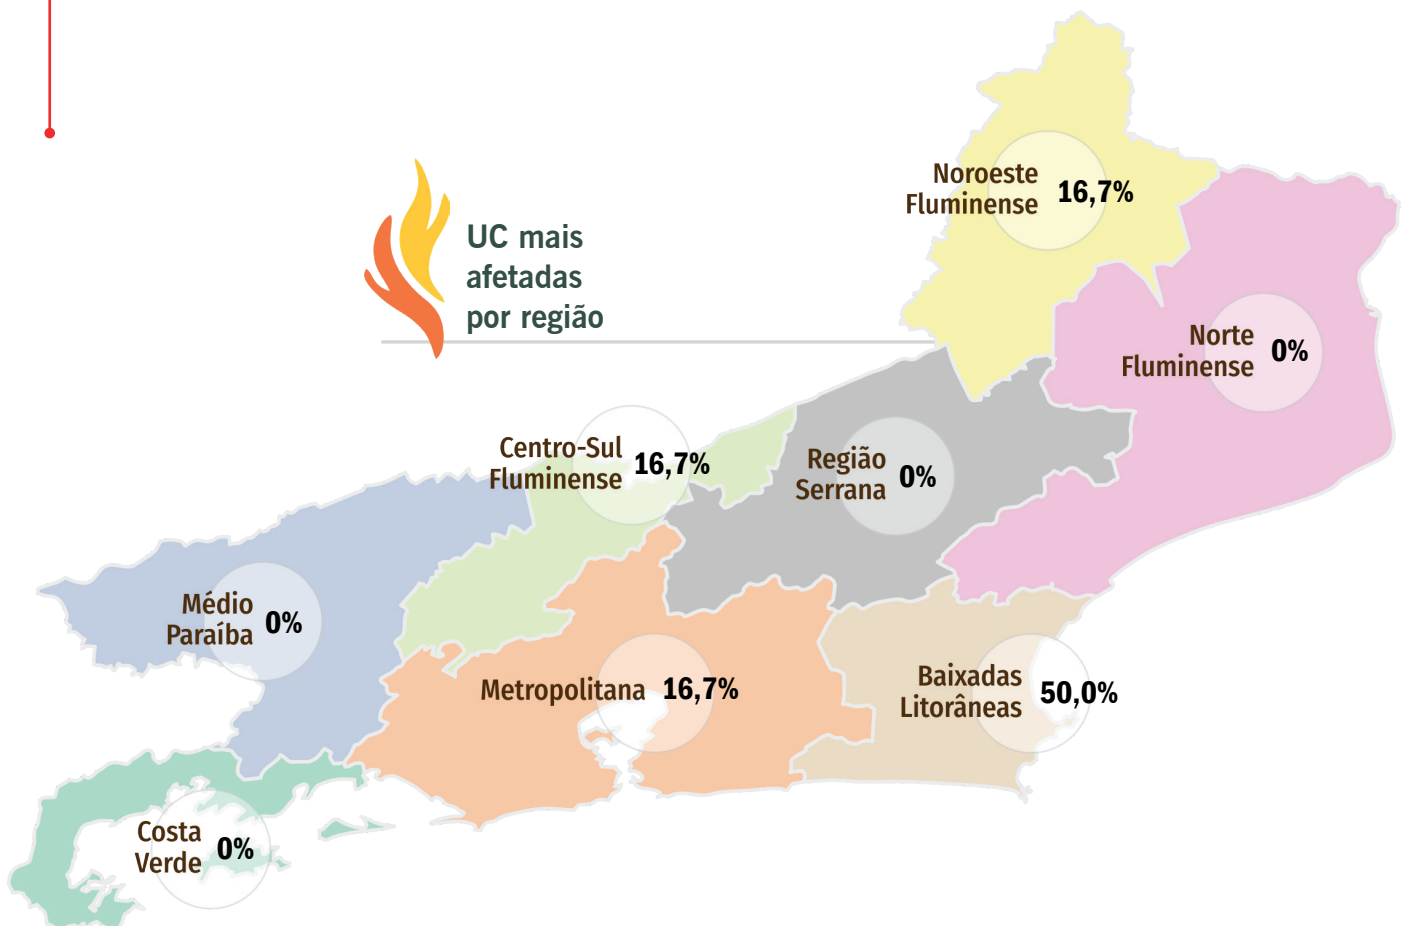 Noroeste
Fluminense
16,7%
UC mais
afetadas
por região
Norte
Fluminense
0%
Centro-Sul
Fluminense
16,7%
Região
Serrana
0%
Médio
Paraíba
0%
Metropolitana
16,7%
Baixadas
Litorâneas
50,0%
Costa
Verde
0%